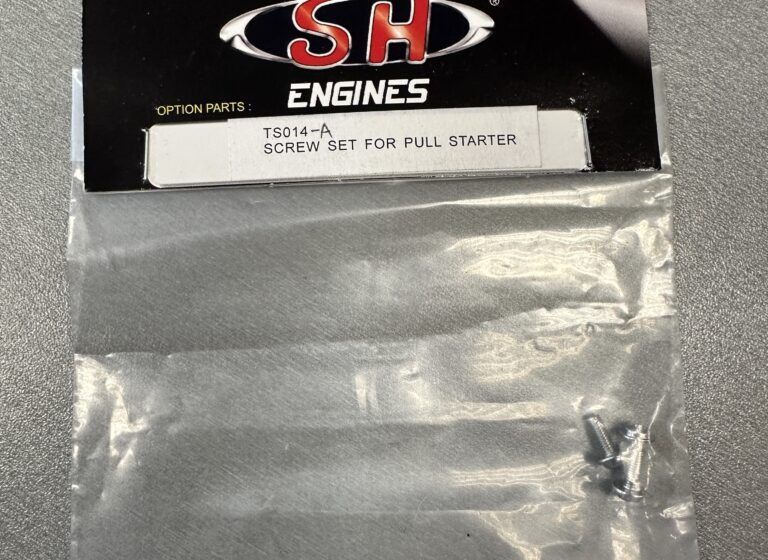 SH ®
ENGINES
OPTION PARTS :
TS014-A
SCREW SET FOR PULL STARTER